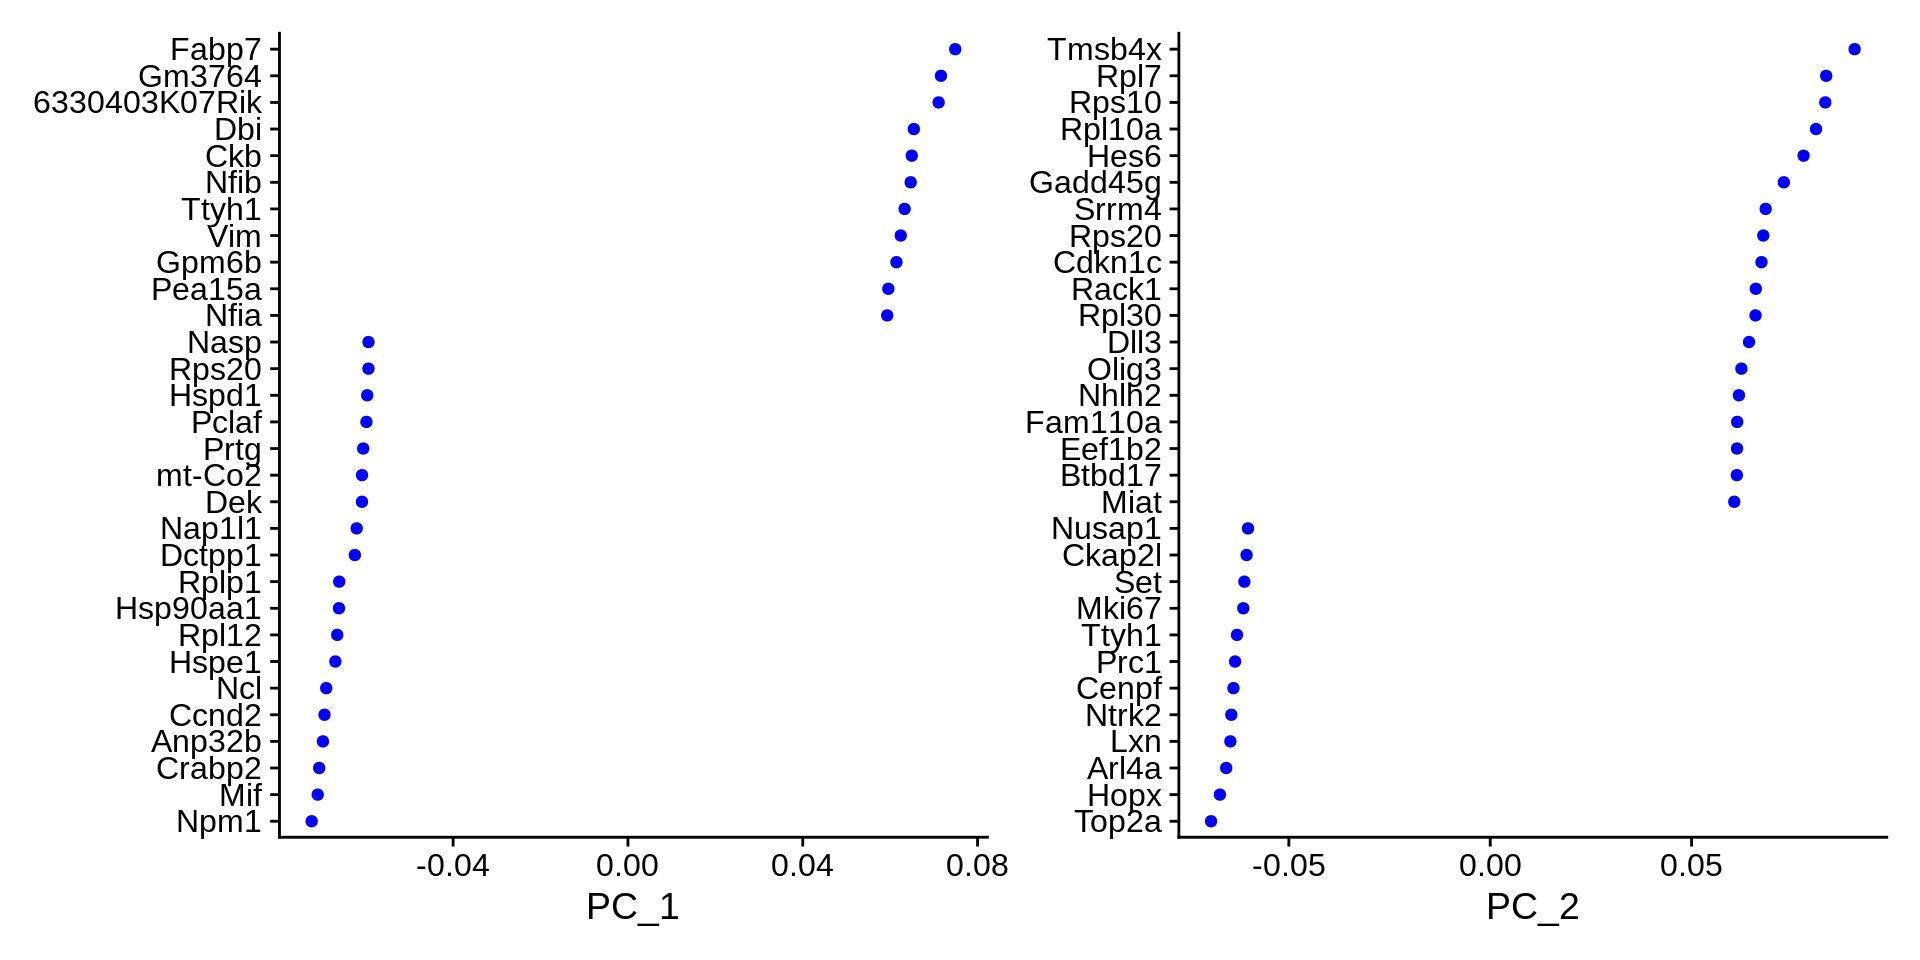 Fabp7
Gm3764
6330403K07Rik
Dbi
Ckb
Nfib
Ttyh1
Vim
Gpm6b
Pea15a
Nfia
Nasp
Rps20
Hspd1
Pclaf
Prtg
mt-Co2
Dek
Nap1l1
Dctpp1
Rplp1
Hsp90aa1
Rpl12
Hspe1
Ncl
Ccnd2
Anp32b
Crabp2
Mif
Npm1
-0.04 0.00 0.04 0.08
PC_1
Tmsb4x
Rpl7
Rps10
Rpl10a
Hes6
Gadd45g
Srrm4
Rps20
Cdkn1c
Rack1
Rpl30
Dll3
Olig3
Nhlh2
Fam110a
Eef1b2
Btbd17
Miat
Nusap1
Ckap2l
Set
Mki67
Ttyh1
Prc1
Cenpf
Ntrk2
Lxn
Arl4a
Hopx
Top2a
-0.05 0.00 0.05
PC_2